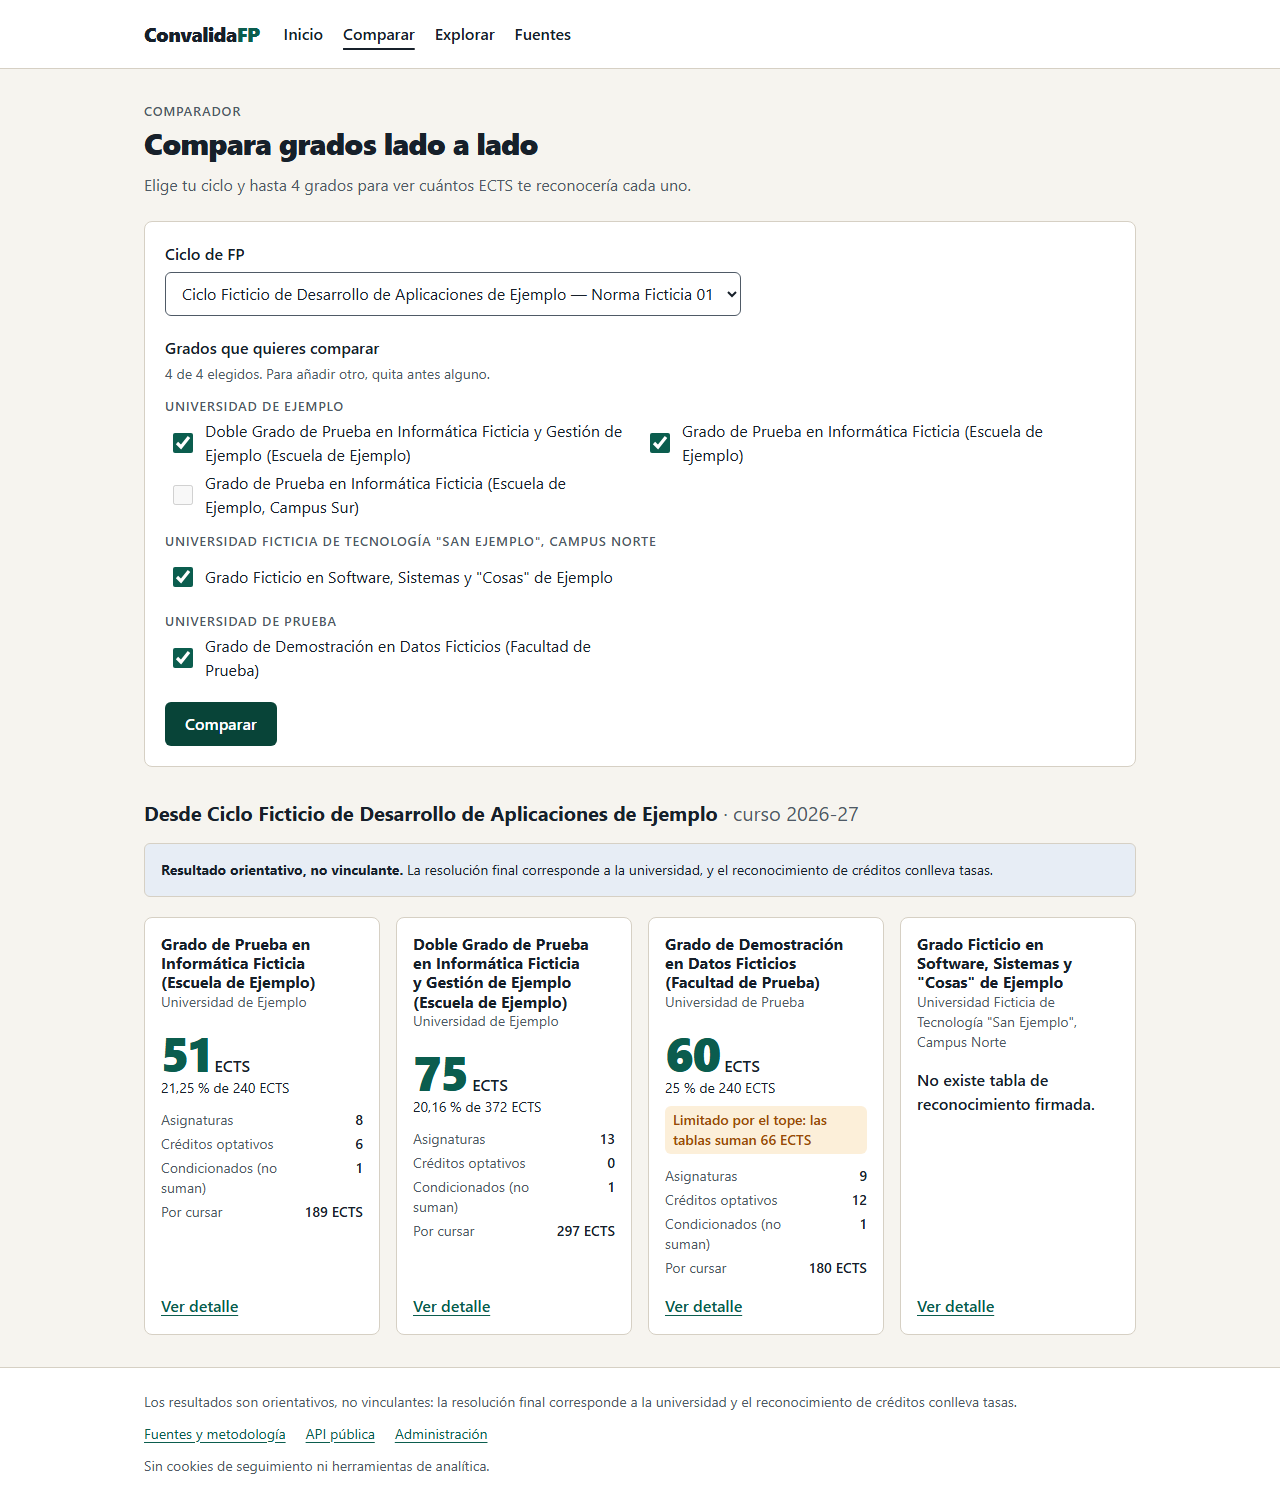 ConvalidaFP
Inicio
Comparar
Explorar
Fuentes
COMPARADOR
Compara grados lado a lado
Elige tu ciclo y hasta 4 grados para ver cuántos ECTS te reconocería cada uno.
Ciclo de FP
Ciclo Ficticio de Desarrollo de Aplicaciones de Ejemplo — Norma Ficticia 01
Grados que quieres comparar
4 de 4 elegidos. Para añadir otro, quita antes alguno.
UNIVERSIDAD DE EJEMPLO
Doble Grado de Prueba en Informática Ficticia y Gestión de
Ejemplo (Escuela de Ejemplo)
Grado de Prueba en Informática Ficticia (Escuela de
Ejemplo)
Grado de Prueba en Informática Ficticia (Escuela de
Ejemplo, Campus Sur)
UNIVERSIDAD FICTICIA DE TECNOLOGÍA "SAN EJEMPLO", CAMPUS NORTE
Grado Ficticio en Software, Sistemas y "Cosas" de Ejemplo
UNIVERSIDAD DE PRUEBA
Grado de Demostración en Datos Ficticios (Facultad de
Prueba)
Comparar
Desde Ciclo Ficticio de Desarrollo de Aplicaciones de Ejemplo · curso 2026-27
Resultado orientativo, no vinculante. La resolución final corresponde a la universidad, y el reconocimiento de créditos conlleva tasas.
Grado de Prueba en
Informática Ficticia
(Escuela de Ejemplo)
Universidad de Ejemplo
51 ECTS
21,25 % de 240 ECTS
Asignaturas 8
Créditos optativos 6
Condicionados (no 1
suman)
Por cursar 189 ECTS
Ver detalle
Doble Grado de Prueba
en Informática Ficticia
y Gestión de Ejemplo
(Escuela de Ejemplo)
Universidad de Ejemplo
75 ECTS
20,16 % de 372 ECTS
Asignaturas 13
Créditos optativos 0
Condicionados (no 1
suman)
Por cursar 297 ECTS
Ver detalle
Grado de Demostración
en Datos Ficticios
(Facultad de Prueba)
Universidad de Prueba
60 ECTS
25 % de 240 ECTS
Limitado por el tope: las
tablas suman 66 ECTS
Asignaturas 9
Créditos optativos 12
Condicionados (no 1
suman)
Por cursar 180 ECTS
Ver detalle
Grado Ficticio en
Software, Sistemas y
"Cosas" de Ejemplo
Universidad Ficticia de
Tecnología "San Ejemplo",
Campus Norte
No existe tabla de
reconocimiento firmada.
Ver detalle
Los resultados son orientativos, no vinculantes: la resolución final corresponde a la universidad y el reconocimiento de créditos conlleva tasas.
Fuentes y metodología
API pública
Administración
Sin cookies de seguimiento ni herramientas de analítica.